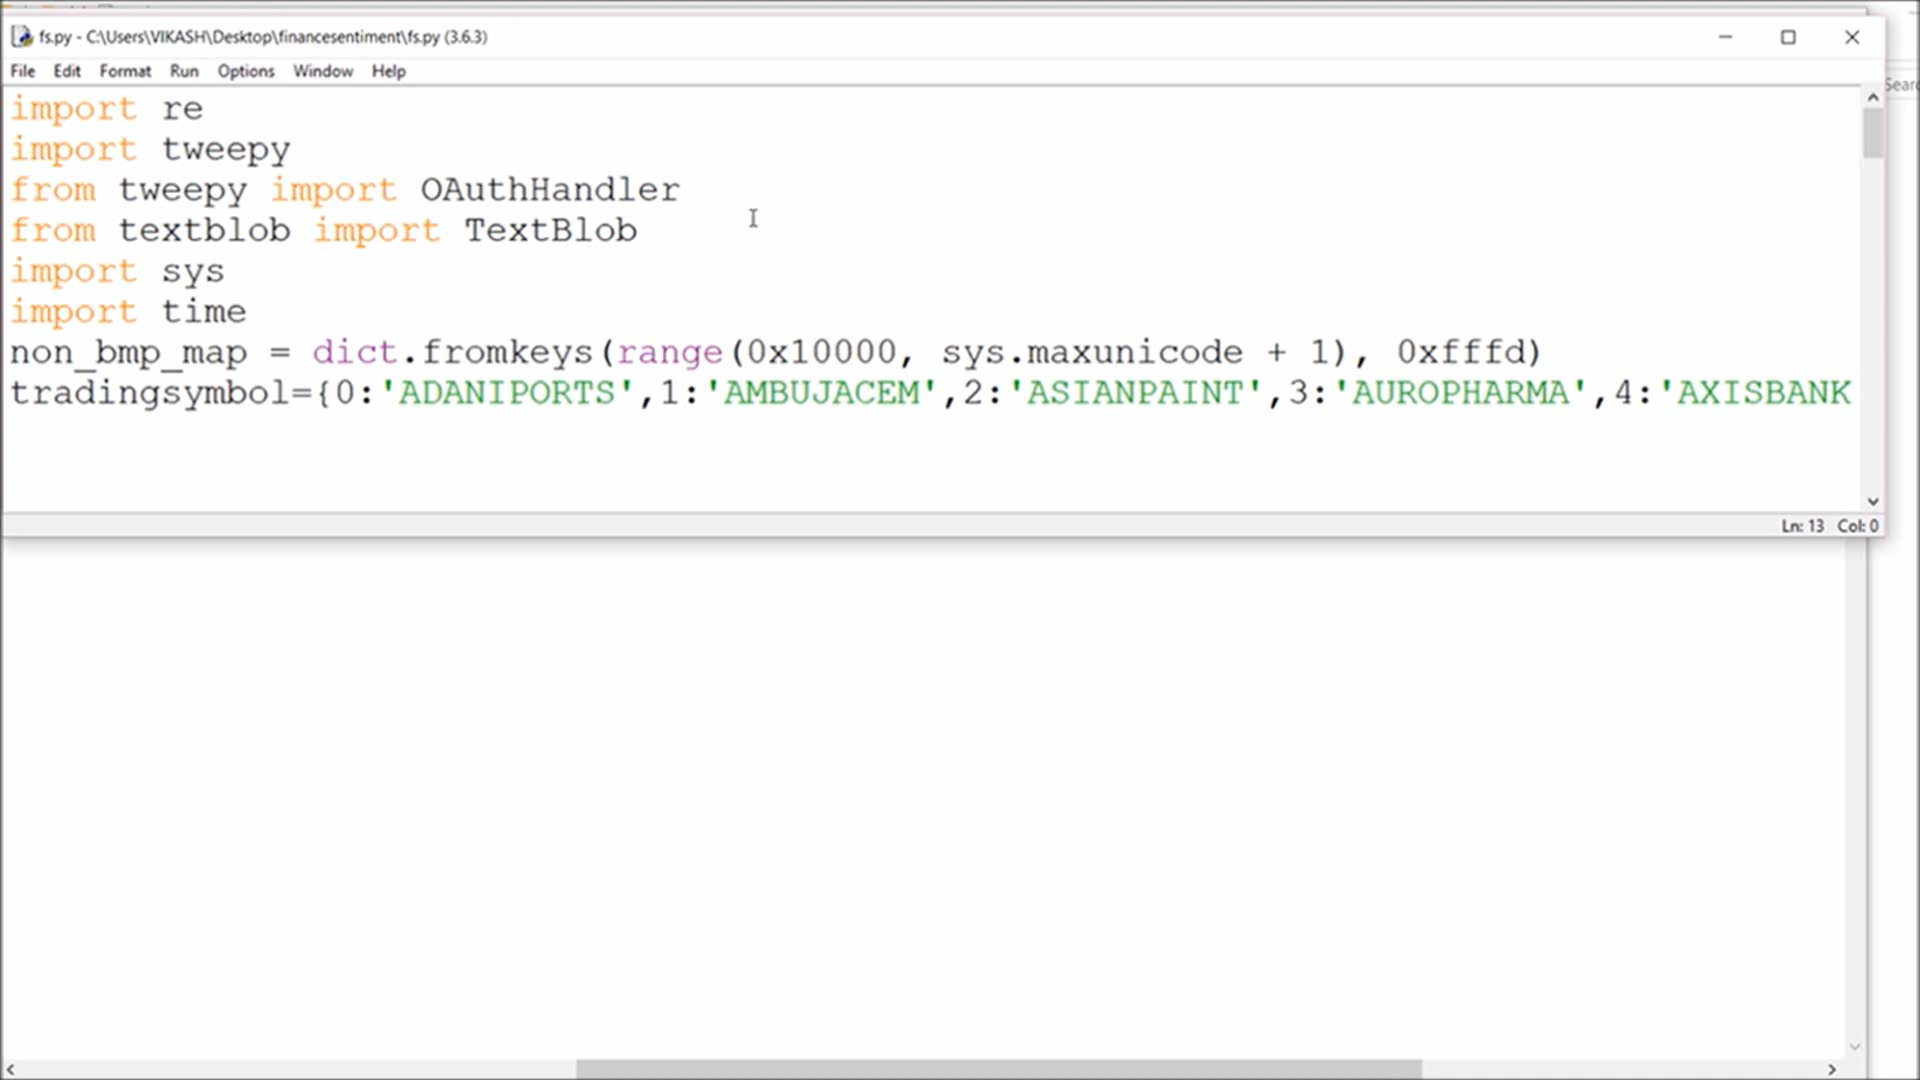 fs.py - C:\Users\VIKASH\Desktop\financesentiment\fs.py (3.6.3)
File Edit Format Run Options Window Help
import re
import tweepy
from tweepy import OAuthHandler
from textblob import TextBlob
import sys
import time
non_bmp_map = dict.fromkeys(range(0x10000, sys.maxunicode + 1), 0xfffd)
tradingsymbol={0:'ADANIPORTS',1:'AMBUJACEM',2:'ASIANPAINT',3:'AUROPHARMA',4:'AXISBANK
Ln: 13 Col: 0